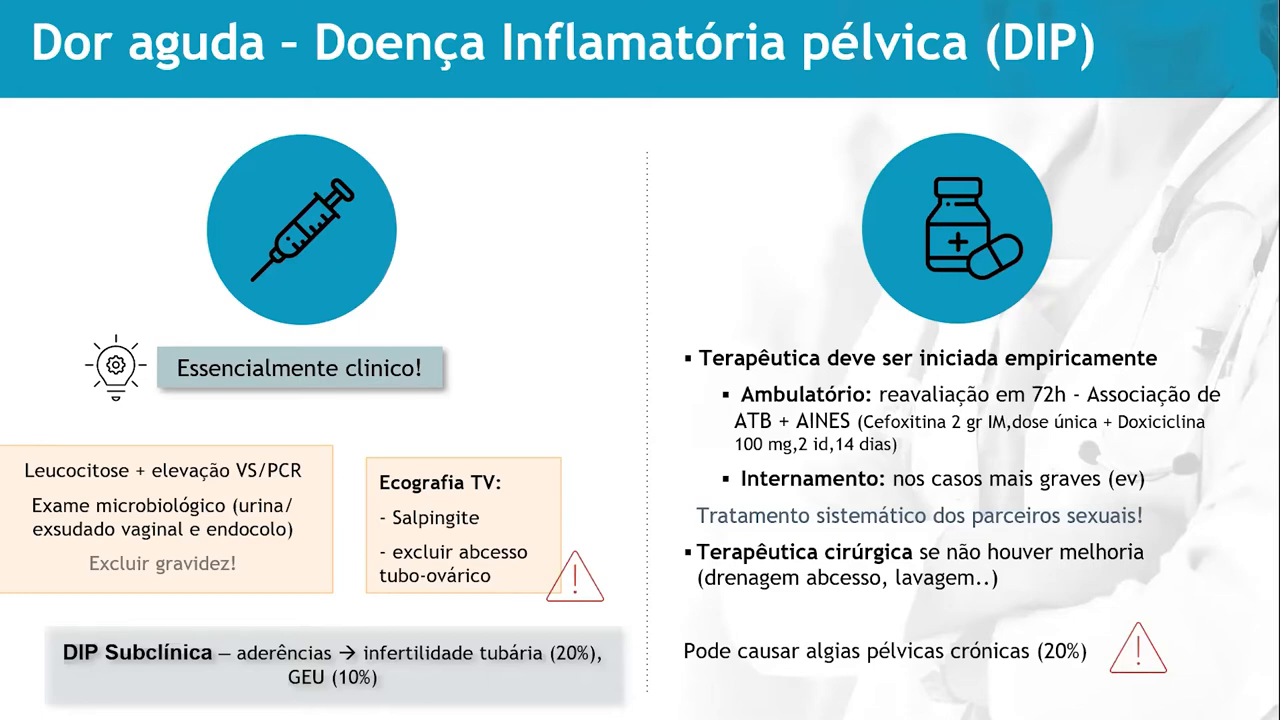 Dor aguda – Doença Inflamatória pélvica (DIP)
Essencialmente clinico!
Leucocitose + elevação VS/PCR
Exame microbiológico (urina/
exsudado vaginal e endocolo)
Excluir gravidez!
Ecografia TV:
- Salpingite
- excluir abcesso
tubo-ovárico
DIP Subclínica – aderências → infertilidade tubária (20%),
GEU (10%)
▪ Terapêutica deve ser iniciada empiricamente
▪ Ambulatório: reavaliação em 72h - Associação de
ATB + AINES (Cefoxitina 2 gr IM,dose única + Doxiciclina
100 mg,2 id,14 dias)
▪ Internamento: nos casos mais graves (ev)
Tratamento sistemático dos parceiros sexuais!
▪ Terapêutica cirúrgica se não houver melhoria
(drenagem abcesso, lavagem..)
Pode causar algias pélvicas crónicas (20%)